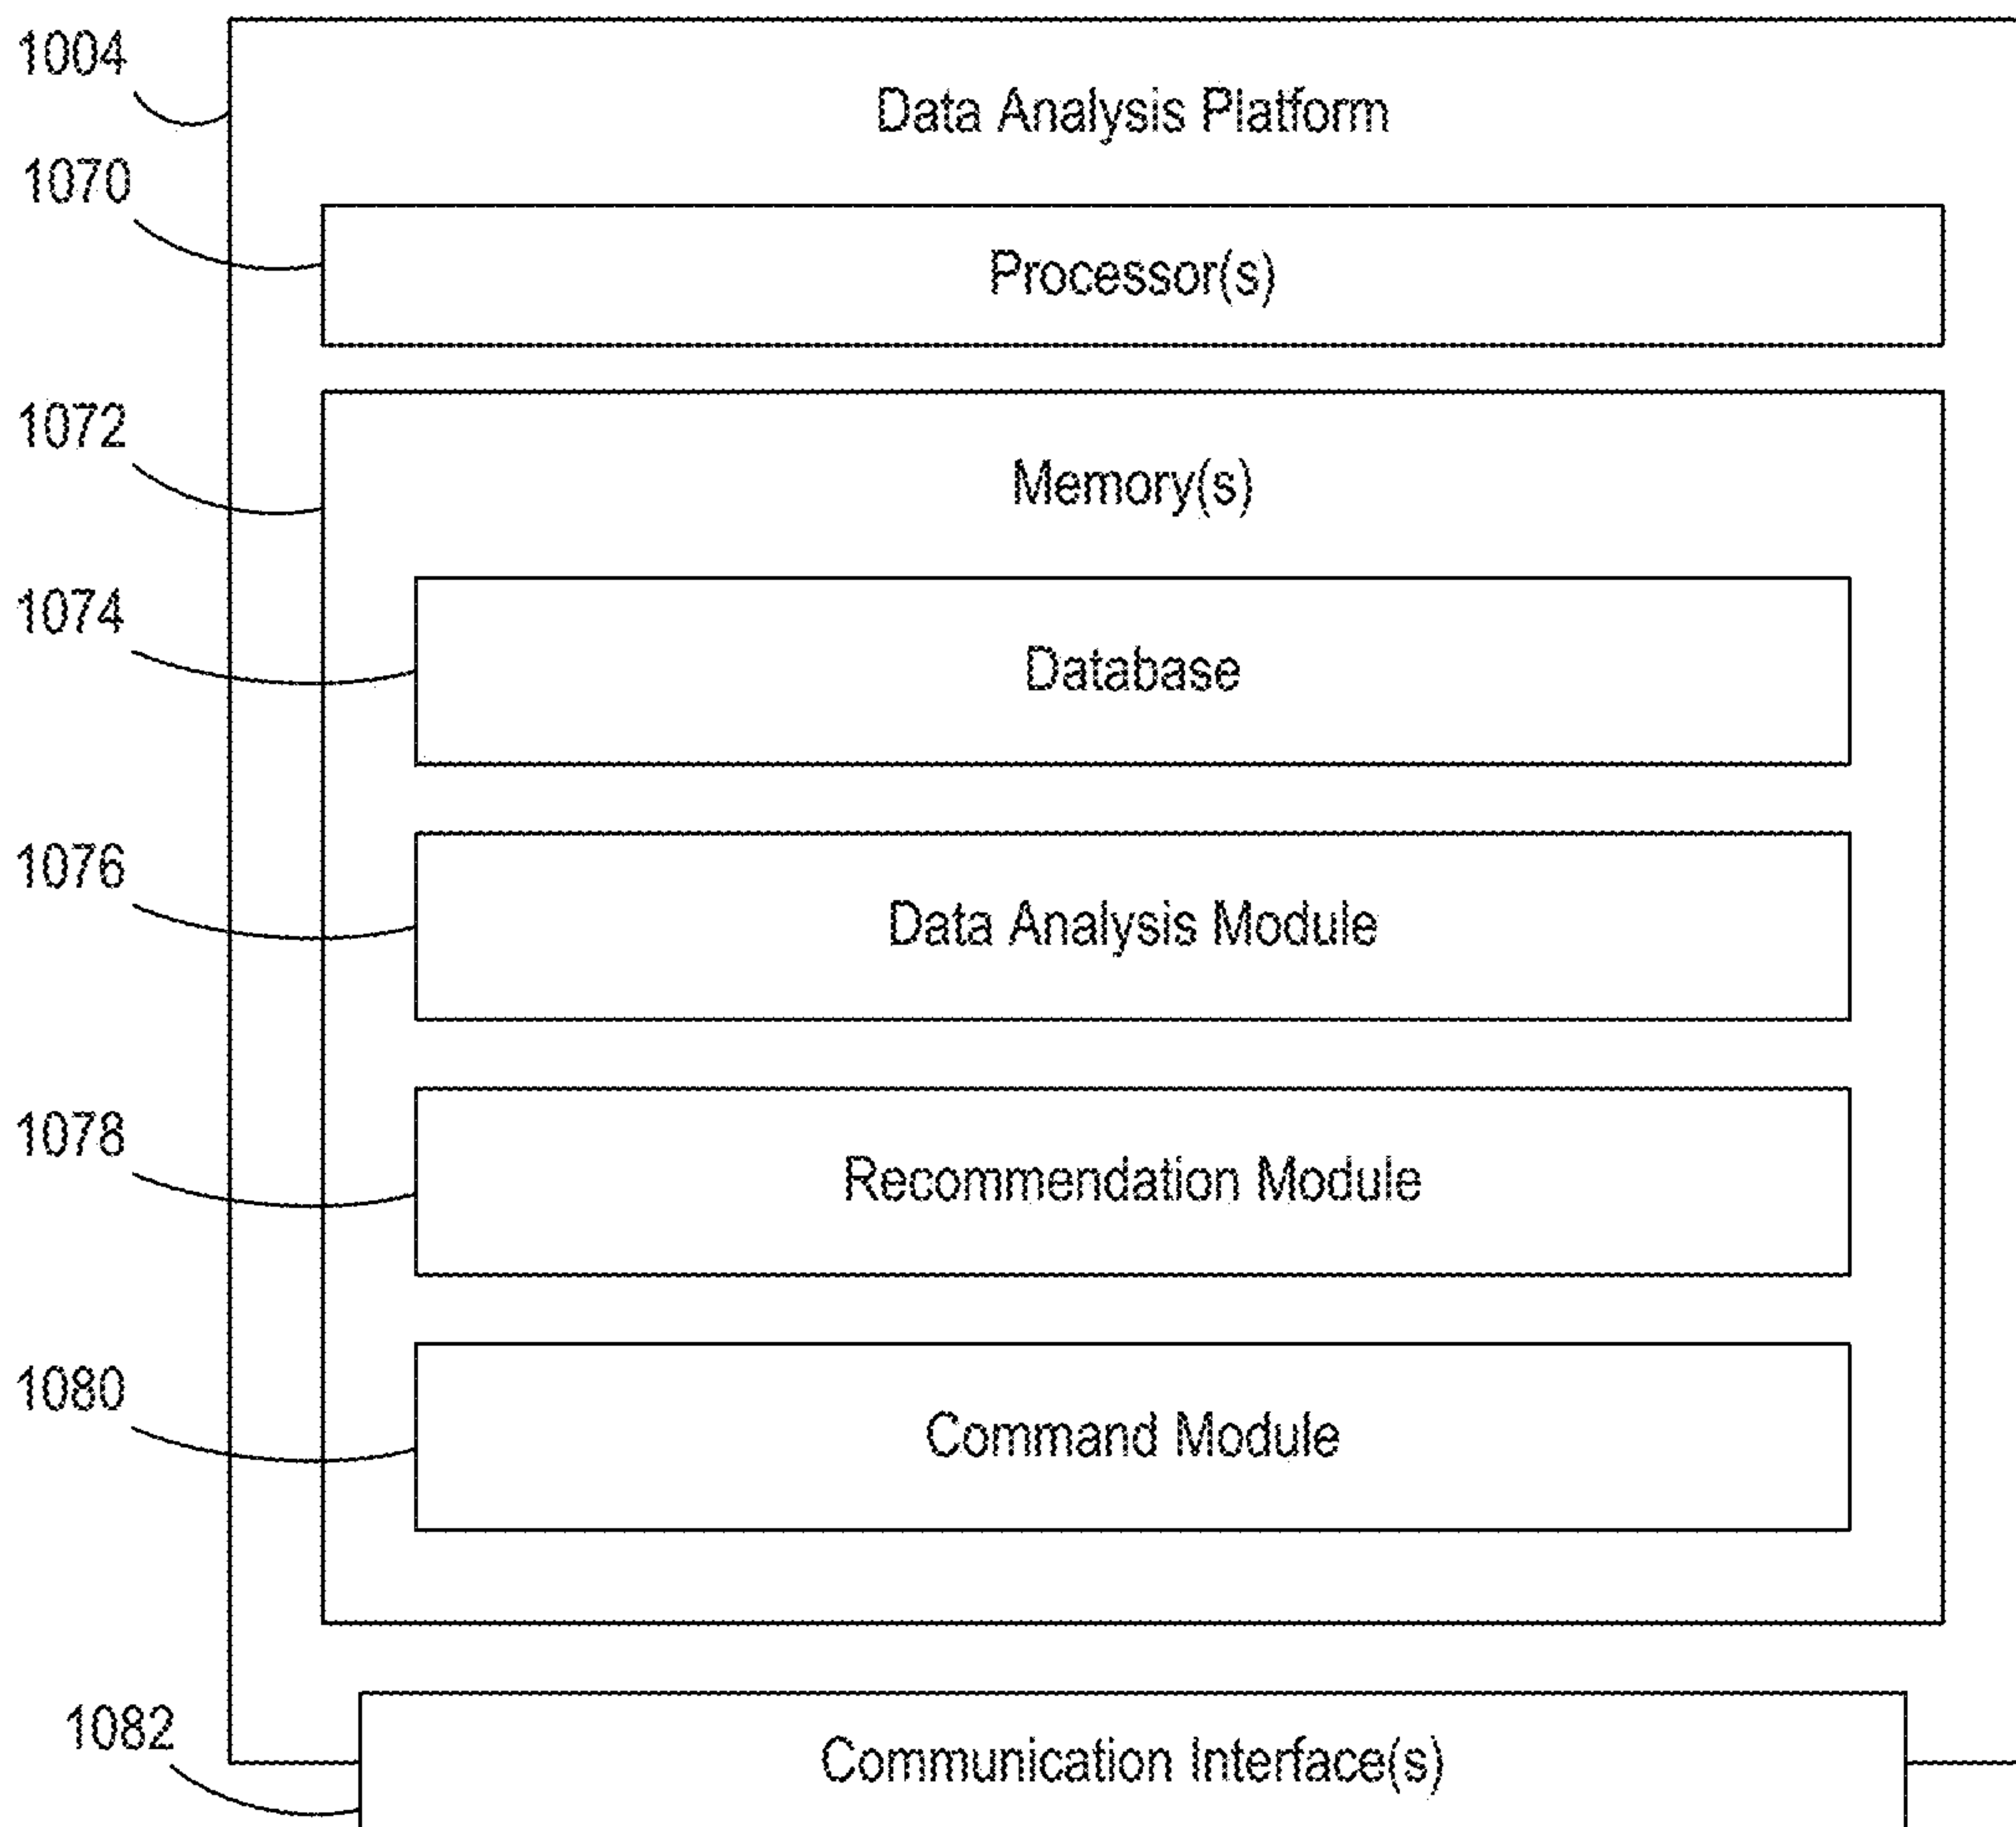 1004
Data Analysis Platform
1070
Processor(s)
1072
Memory(s)
1074
Database
1076
Data Analysis Module
1078
Recommendation Module
1080
Command Module
1082
Communication Interface(s)